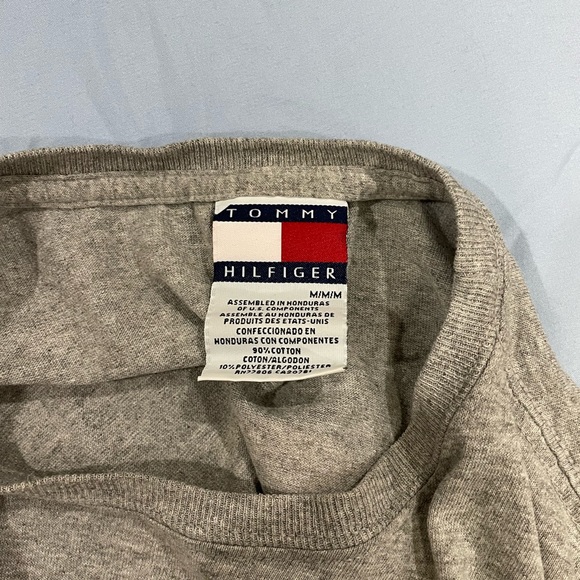 TOMMY
HILFIGER
M/M/M
ASSEMBLED IN HONDURAS
OF U.S. COMPONENTS
ASSEMBLE AU HONDURAS DE
PRODUITS DES ETATS-UNIS
CONFECCIONADO EN
HONDURAS CON COMPONENTES
90% COTTON
COTON/ALGODON
10% POLYESTER/POLIESTER
RN77806